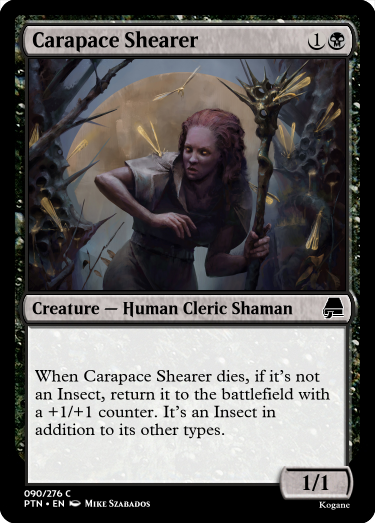 Carapace Shearer 1
Creature — Human Cleric Shaman
When Carapace Shearer dies, if it's not
an Insect, return it to the battlefield with
a +1/+1 counter. It's an Insect in
addition to its other types.
1/1
090/276 C
PTN • EN Mike Szabados
Kogane